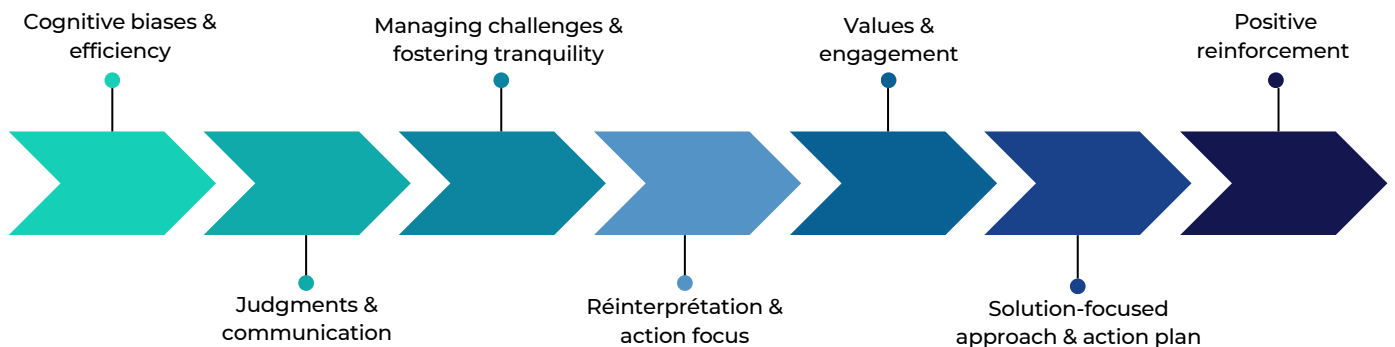 Cognitive biases &
efficiency
Judgments &
communication
Managing challenges &
fostering tranquility
Réinterprétation &
action focus
Values &
engagement
Solution-focused
approach & action plan
Positive
reinforcement